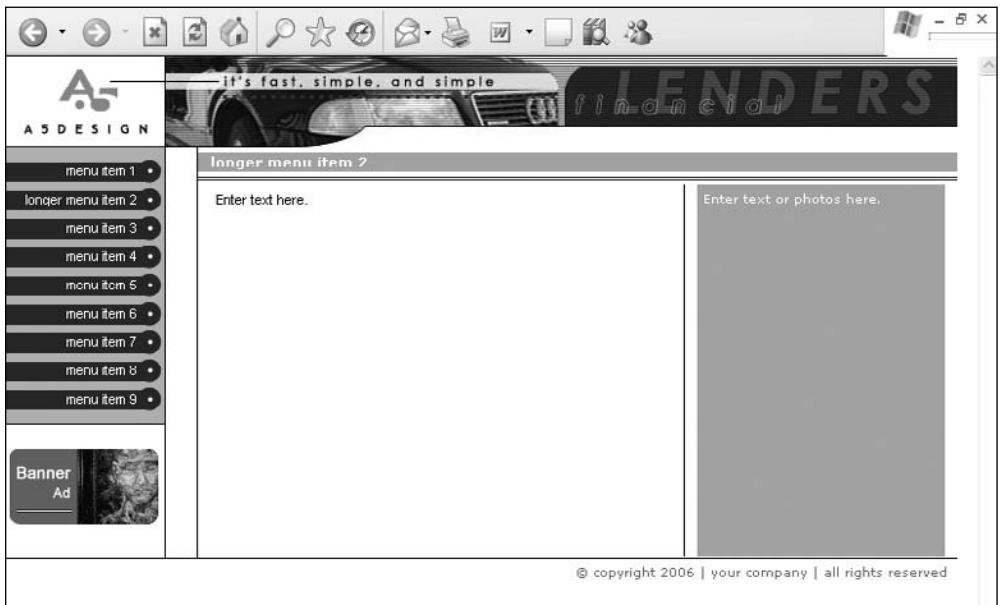 it's fast, simple, and simple
LENDERS
financial
A5DESIGN
menu item 1
longer menu item 2
menu item 3
menu item 4
menu item 5
menu item 6
menu item 7
menu item 8
menu item 9
Banner
Ad
longer menu item 2
Enter text here.
Enter text or photos here.
© copyright 2006 | your company | all rights reserved